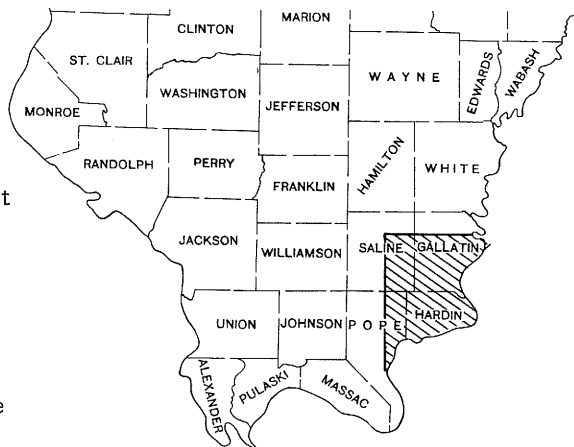 MARION
CLINTON
ST. CLAIR
WAYNE
EDWARDS
WABASH
WASHINGTON
JEFFERSON
MONROE
RANDOLPH
PERRY
HAMILTON
WHITE
FRANKLIN
t
JACKSON
WILLIAMSON
SALINE
GALLATIN
UNION
JOHNSON
POPE
HARDIN
ALEXANDER
PULASKI
MASSAC
e